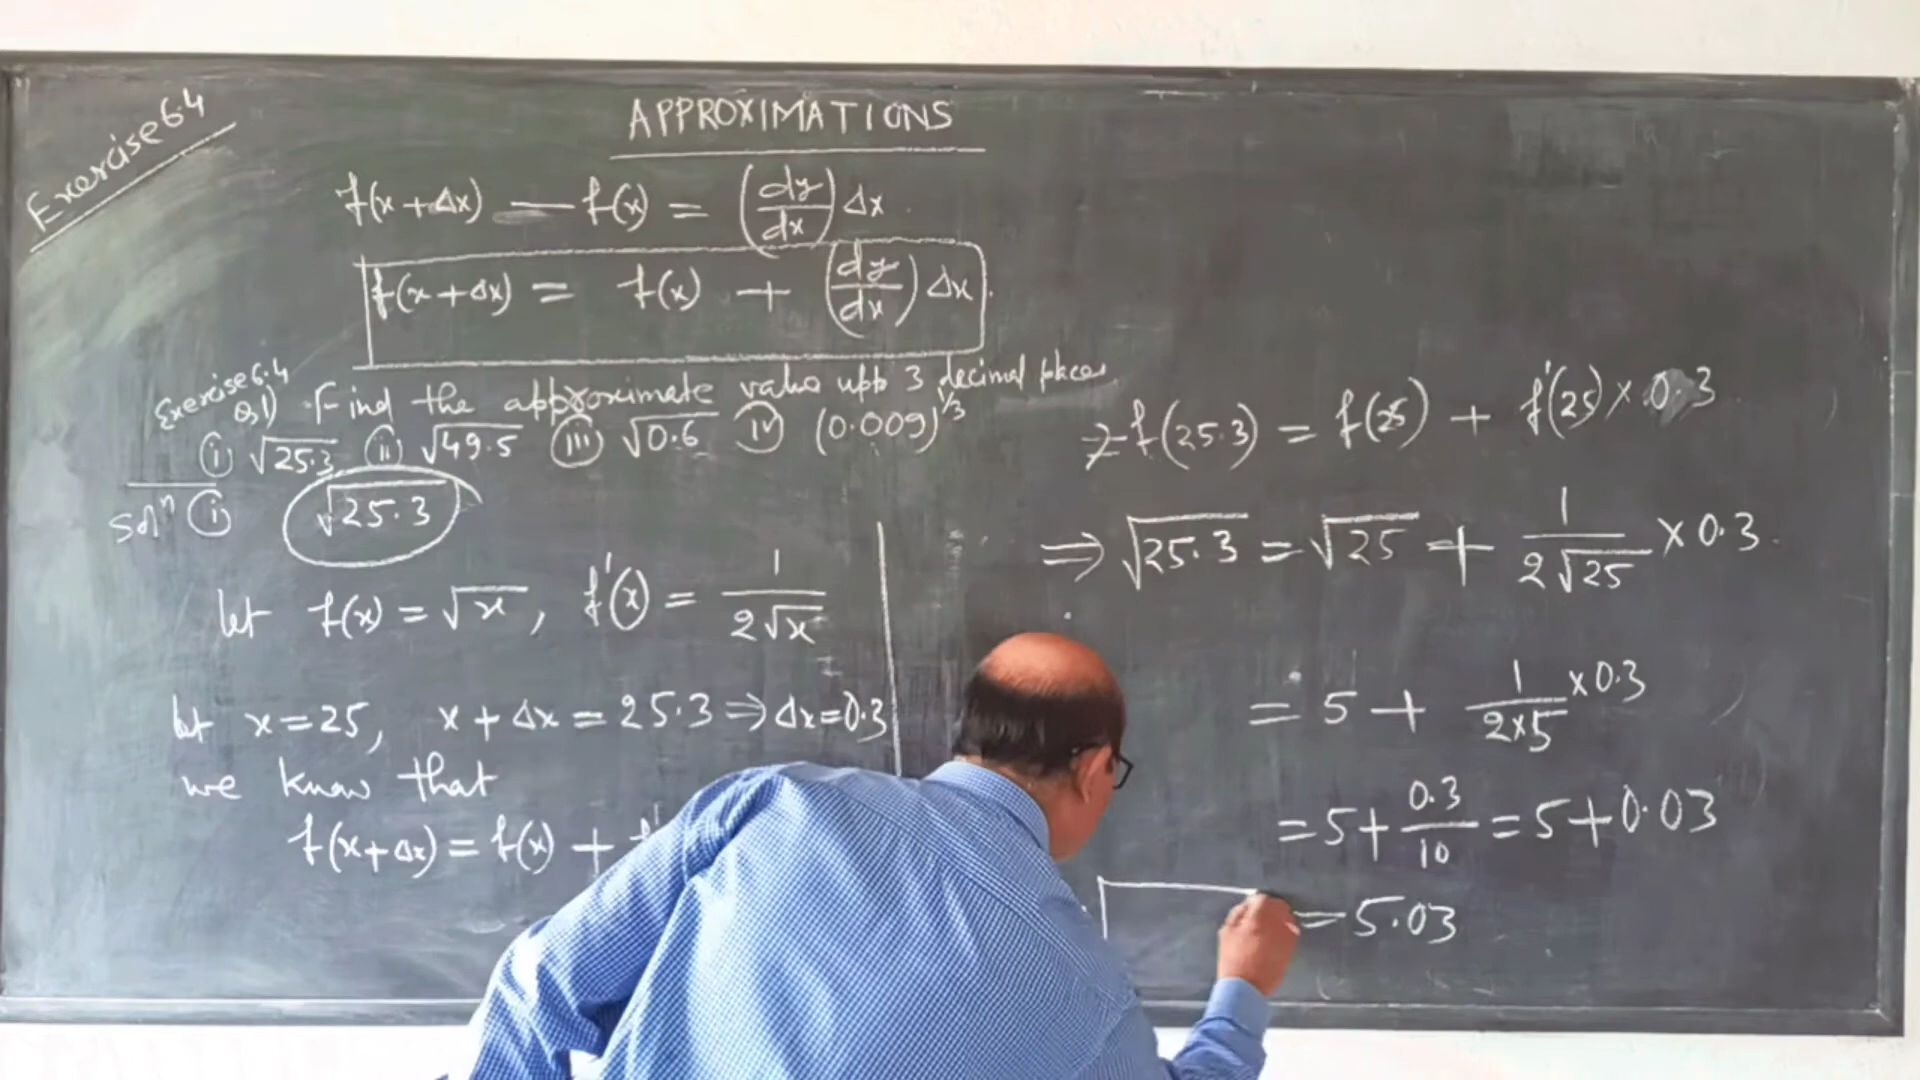 Exercise 6.4
APPROXIMATIONS
f(x + Δx) — f(x) = (dy/dx) Δx
f(x + Δx) = f(x) + (dy/dx) Δx.
Exercise 6.4
Q,1) Find the approximate value upto 3 decimal places
(i) √25.3 (ii) √49.5 (iii) √0.6 (iv) (0.009)^1/3
Solⁿ (i) √25.3
let f(x) = √x, f'(x) = 1/(2√x)
let x = 25, x + Δx = 25.3 ⇒ Δx = 0.3
we know that
f(x + Δx) = f(x) + f'
⇒ f(25.3) = f(25) + f'(25) × 0.3
⇒ √25.3 = √25 + 1/(2√25) × 0.3
= 5 + 1/(2×5) × 0.3
= 5 + 0.3/10 = 5 + 0.03
= 5.03